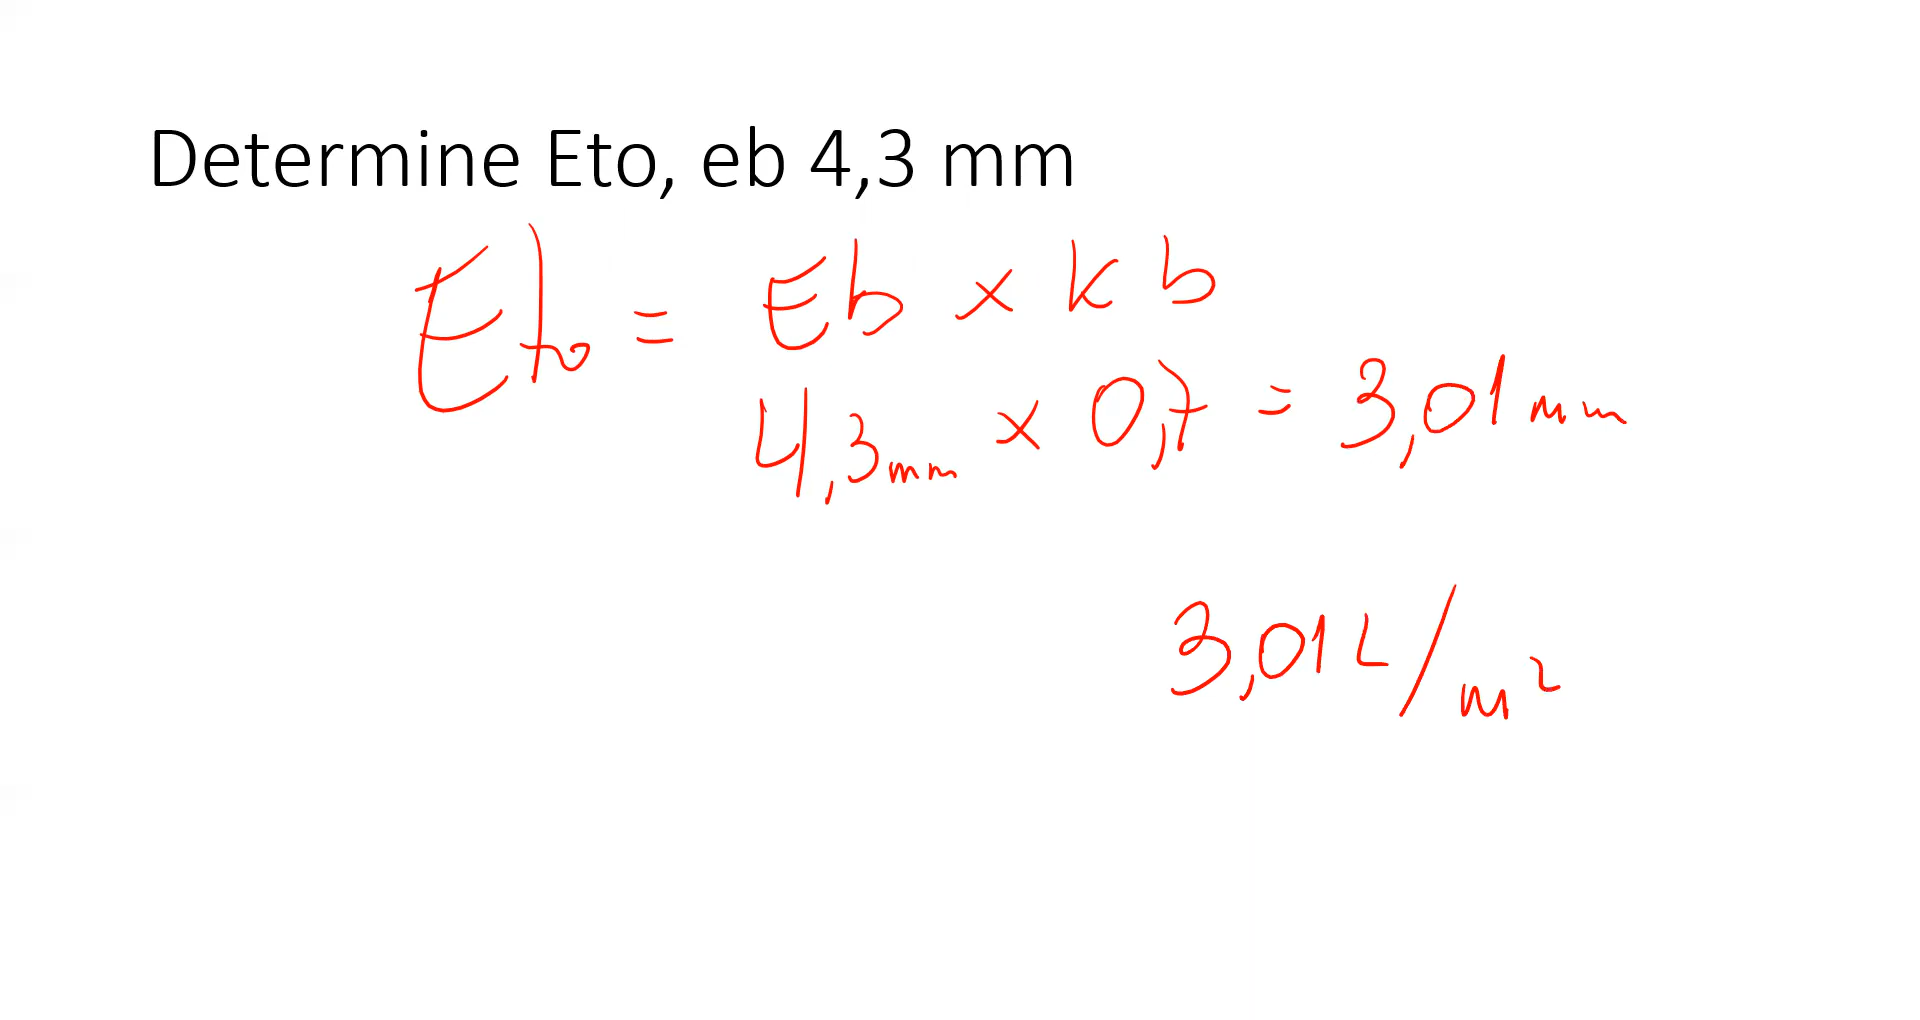 Determine Eto, eb 4,3 mm
Eto = Eb x kb
4,3mm x 0,7 = 3,01mm
3,01 L/m²